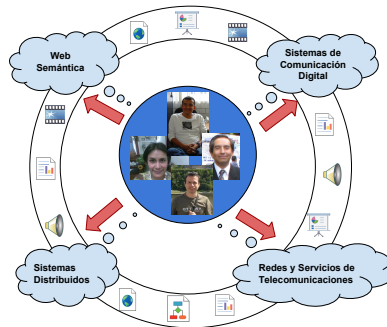 Web
Semántica
Sistemas de
Comunicación
Digital
Sistemas
Distribuidos
Redes y Servicios de
Telecomunicaciones